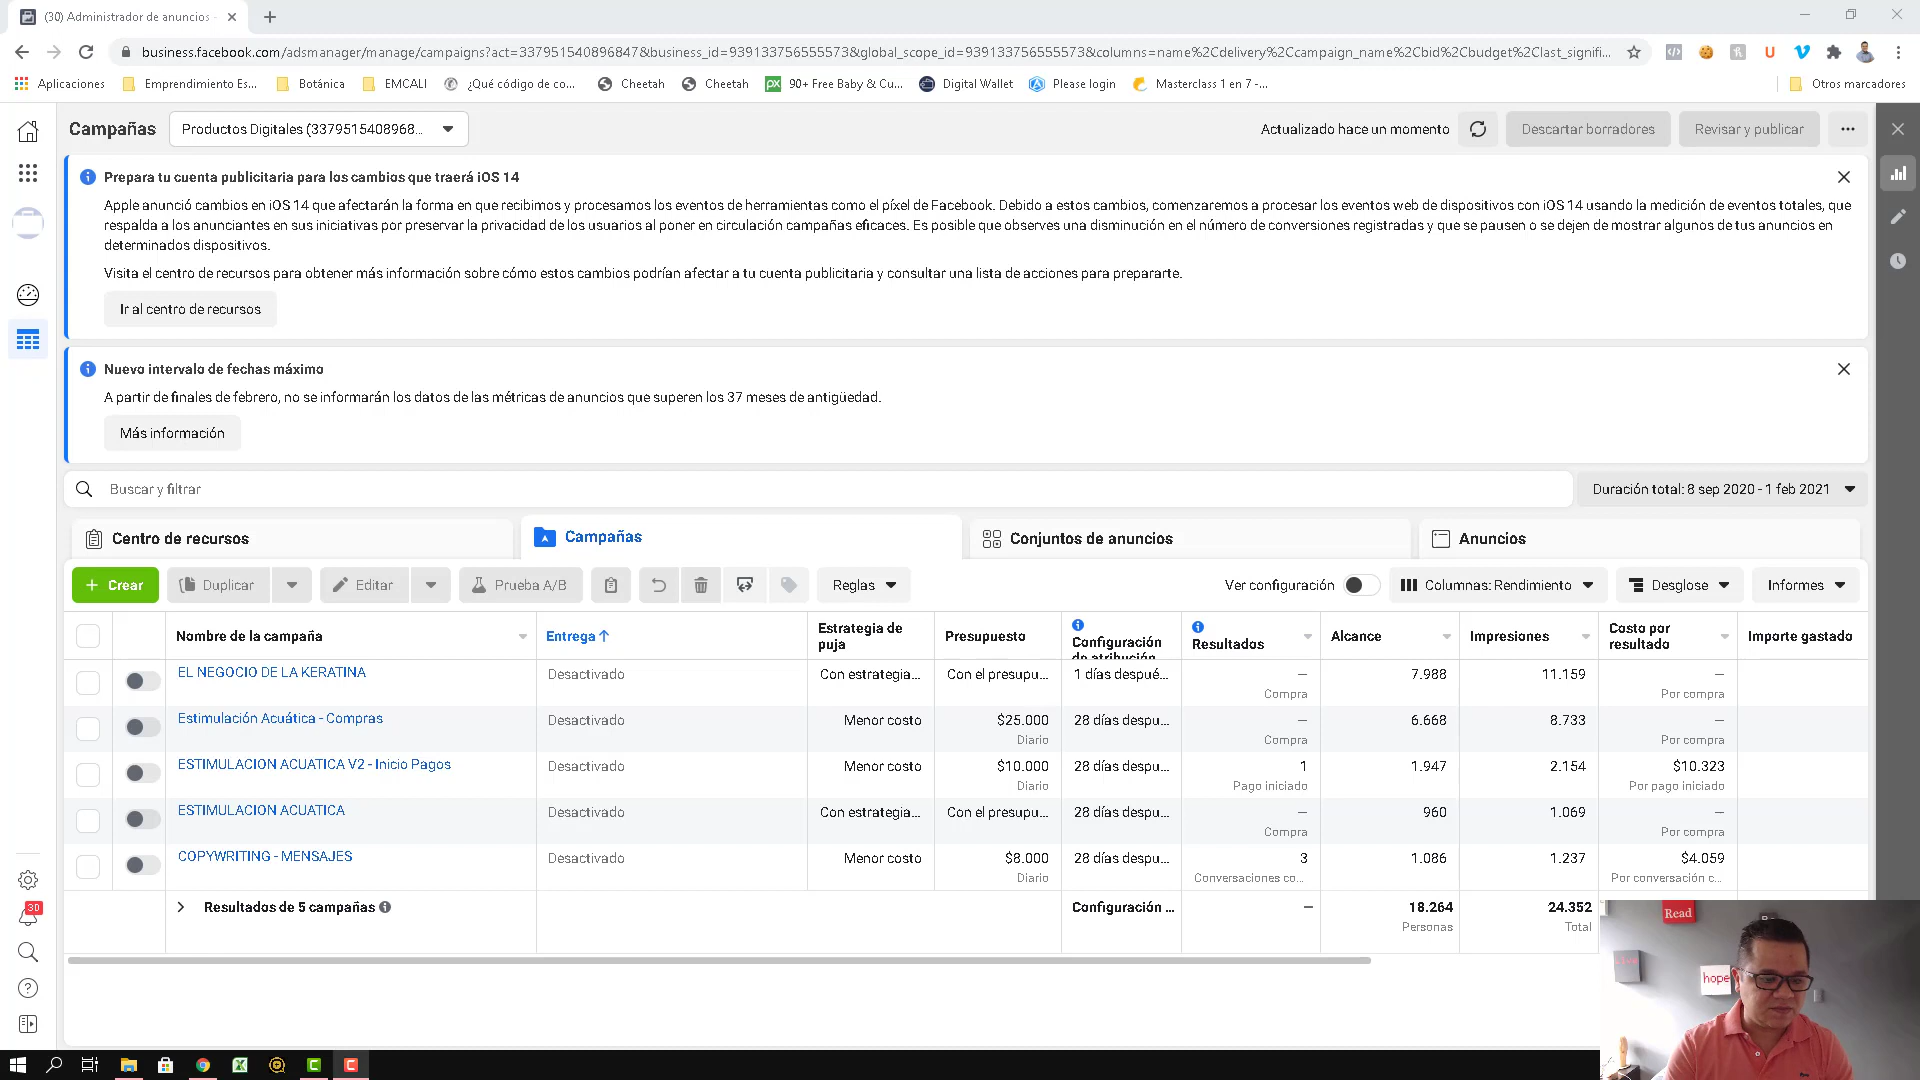 (30) Administrador de anuncios -
business.facebook.com/adsmanager/manage/campaigns?act=337951540896847&business_id=939133756555573&global_scope_id=939133756555573&columns=name%2Cdelivery%2Ccampaign_name%2Cbid%2Cbudget%2Clast_signifi...
Aplicaciones
Emprendimiento Es...
Botánica
EMCALI
¿Qué código de co...
Cheetah
Cheetah
90+ Free Baby & Cu...
Digital Wallet
Please login
Masterclass 1 en 7 -...
Otros marcadores
Campañas
Productos Digitales (3379515408968...
Actualizado hace un momento
Descartar borradores
Revisar y publicar
Prepara tu cuenta publicitaria para los cambios que traerá iOS 14
Apple anunció cambios en iOS 14 que afectarán la forma en que recibimos y procesamos los eventos de herramientas como el píxel de Facebook. Debido a estos cambios, comenzaremos a procesar los eventos web de dispositivos con iOS 14 usando la medición de eventos totales, que
respalda a los anunciantes en sus iniciativas por preservar la privacidad de los usuarios al poner en circulación campañas eficaces. Es posible que observes una disminución en el número de conversiones registradas y que se pausen o se dejen de mostrar algunos de tus anuncios en
determinados dispositivos.
Visita el centro de recursos para obtener más información sobre cómo estos cambios podrían afectar a tu cuenta publicitaria y consultar una lista de acciones para prepararte.
Ir al centro de recursos
Nuevo intervalo de fechas máximo
A partir de finales de febrero, no se informarán los datos de las métricas de anuncios que superen los 37 meses de antigüedad.
Más información
Buscar y filtrar
Duración total: 8 sep 2020 - 1 feb 2021
Centro de recursos
Campañas
Conjuntos de anuncios
Anuncios
+ Crear
Duplicar
Editar
Prueba A/B
Reglas
Ver configuración
Columnas: Rendimiento
Desglose
Informes
Nombre de la campaña
Entrega ↑
Estrategia de
puja
Presupuesto
Configuración
de atribución
Resultados
Alcance
Impresiones
Costo por
resultado
Importe gastado
EL NEGOCIO DE LA KERATINA
Desactivado
Con estrategia...
Con el presupu...
1 días despué...
—
7.988
11.159
—
Compra
Por compra
Estimulación Acuática - Compras
Desactivado
Menor costo
$25.000
28 días despu...
—
6.668
8.733
—
Diario
Compra
Por compra
ESTIMULACION ACUATICA V2 - Inicio Pagos
Desactivado
Menor costo
$10.000
28 días despu...
1
1.947
2.154
$10.323
Diario
Pago iniciado
Por pago iniciado
ESTIMULACION ACUATICA
Desactivado
Con estrategia...
Con el presupu...
28 días despu...
—
960
1.069
—
Compra
Por compra
COPYWRITING - MENSAJES
Desactivado
Menor costo
$8.000
28 días despu...
3
1.086
1.237
$4.059
Diario
Conversaciones co...
Por conversación c...
Resultados de 5 campañas
Configuración ...
—
18.264
24.352
Personas
Total
30
Read
hope